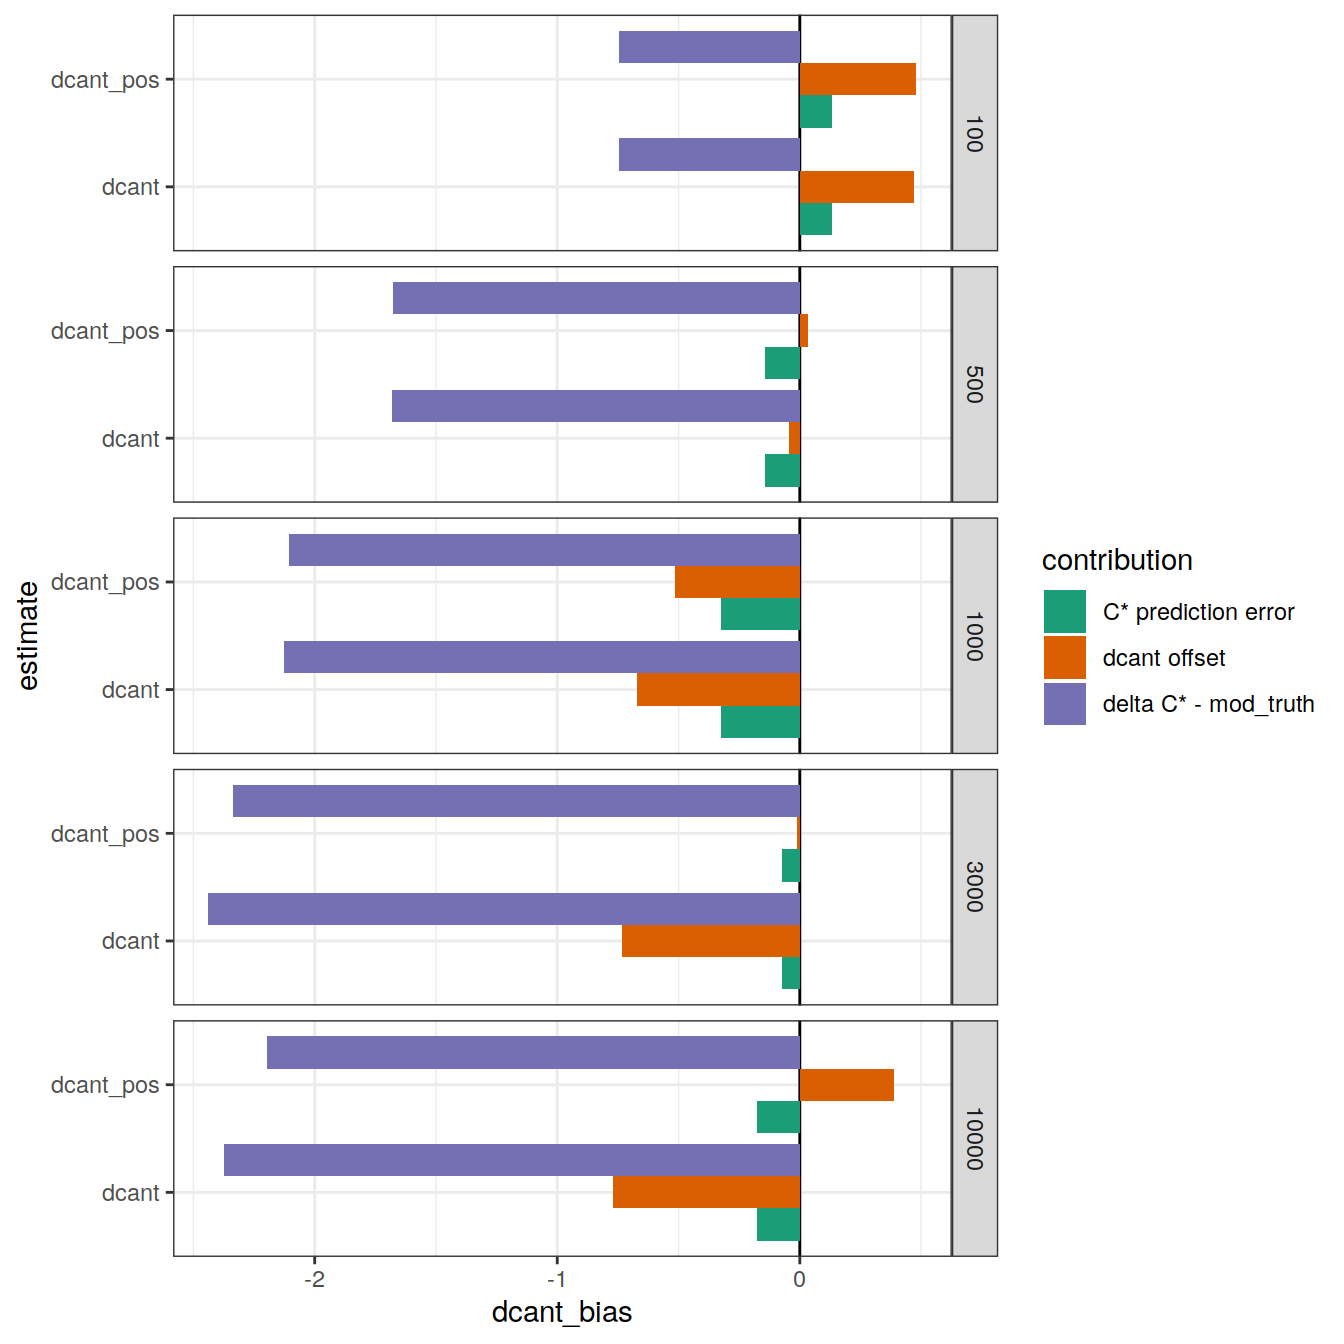 dcant_pos
dcant
100
dcant_pos
dcant
500
dcant_pos
dcant
1000
dcant_pos
dcant
3000
dcant_pos
dcant
10000
-2
-1
0
dcant_bias
estimate
contribution
C* prediction error
dcant offset
delta C* - mod_truth